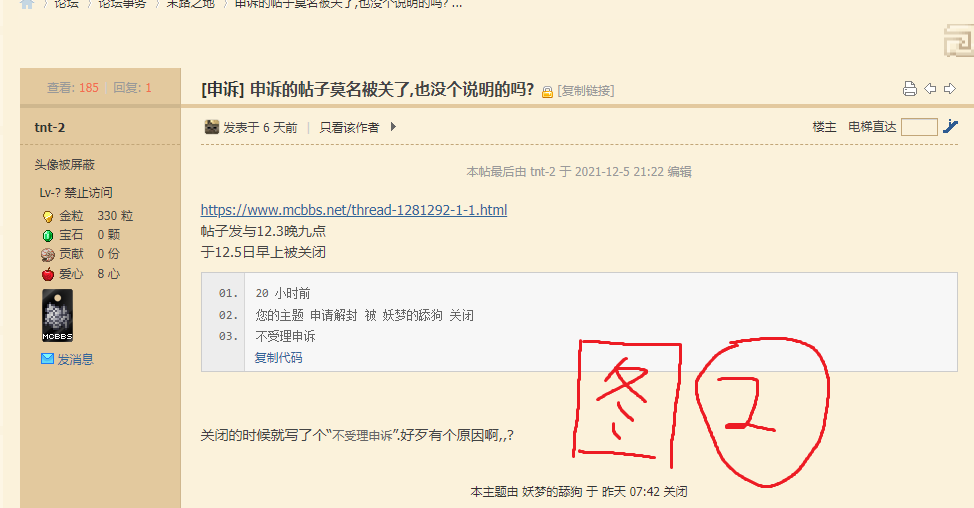 论坛 〉 论坛事务 〉 末路之地 〉 申诉的帖子莫名被关了,也没个说明的吗? ...
查看: 185 回复: 1
[申诉] 申诉的帖子莫名被关了,也没个说明的吗? [复制链接]
tnt-2
发表于 6 天前 | 只看该作者
楼主 电梯直达
头像被屏蔽
Lv-? 禁止访问
金粒 330 粒
宝石 0 颗
贡献 0 份
爱心 8 心
MCBBS
发消息
本帖最后由 tnt-2 于 2021-12-5 21:22 编辑
https://www.mcbbs.net/thread-1281292-1-1.html
帖子发与12.3晚九点
于12.5日早上被关闭
01. 20 小时前
02. 您的主题 申请解封 被 妖梦的舔狗 关闭
03. 不受理申诉
复制代码
图 2
关闭的时候就写了个“不受理申诉”.好歹有个原因啊,,?
本主题由 妖梦的舔狗 于 昨天 07:42 关闭